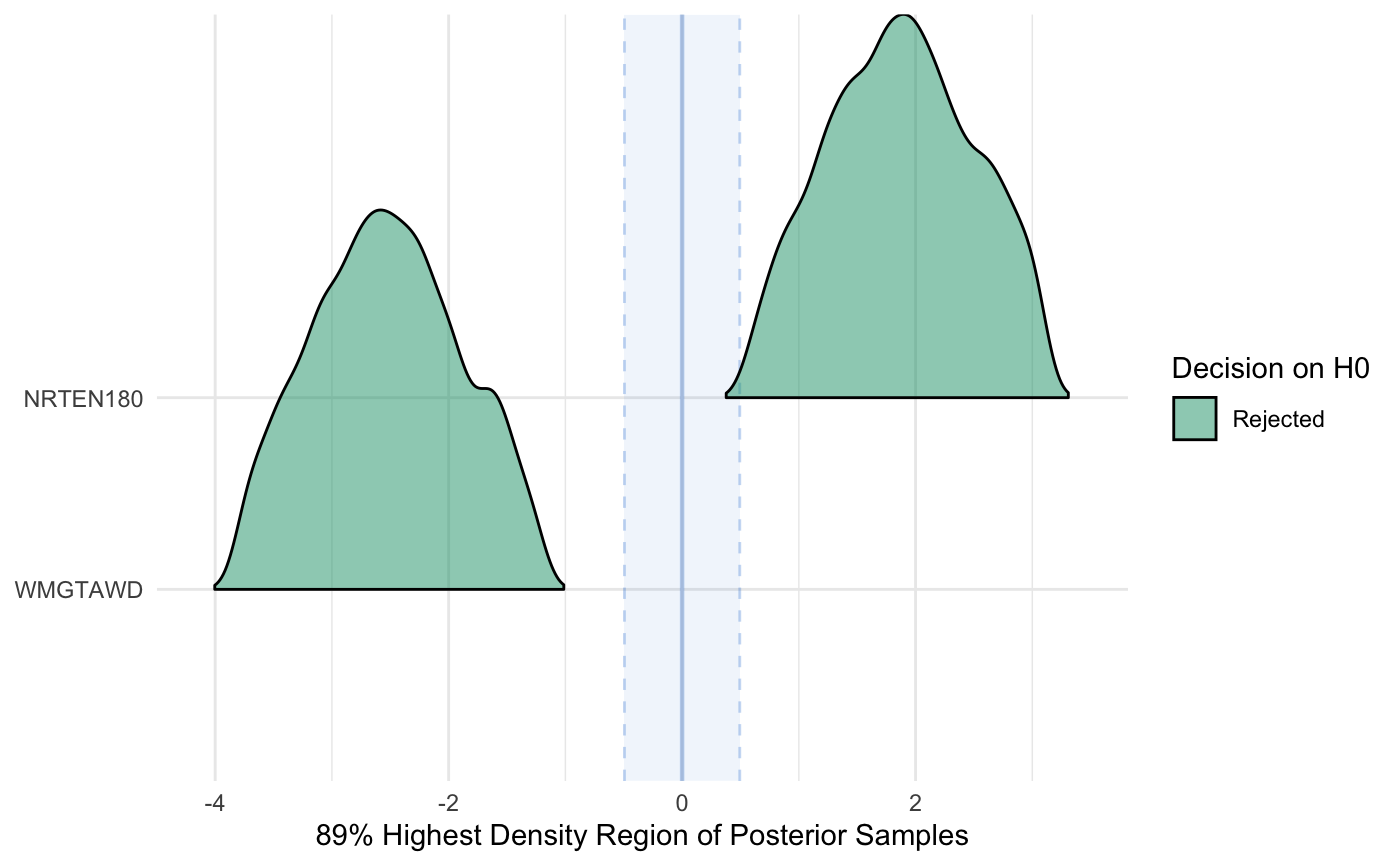 NRTEN180
WMGTAWD
-4
-2
0
2
89% Highest Density Region of Posterior Samples
Decision on H0
Rejected